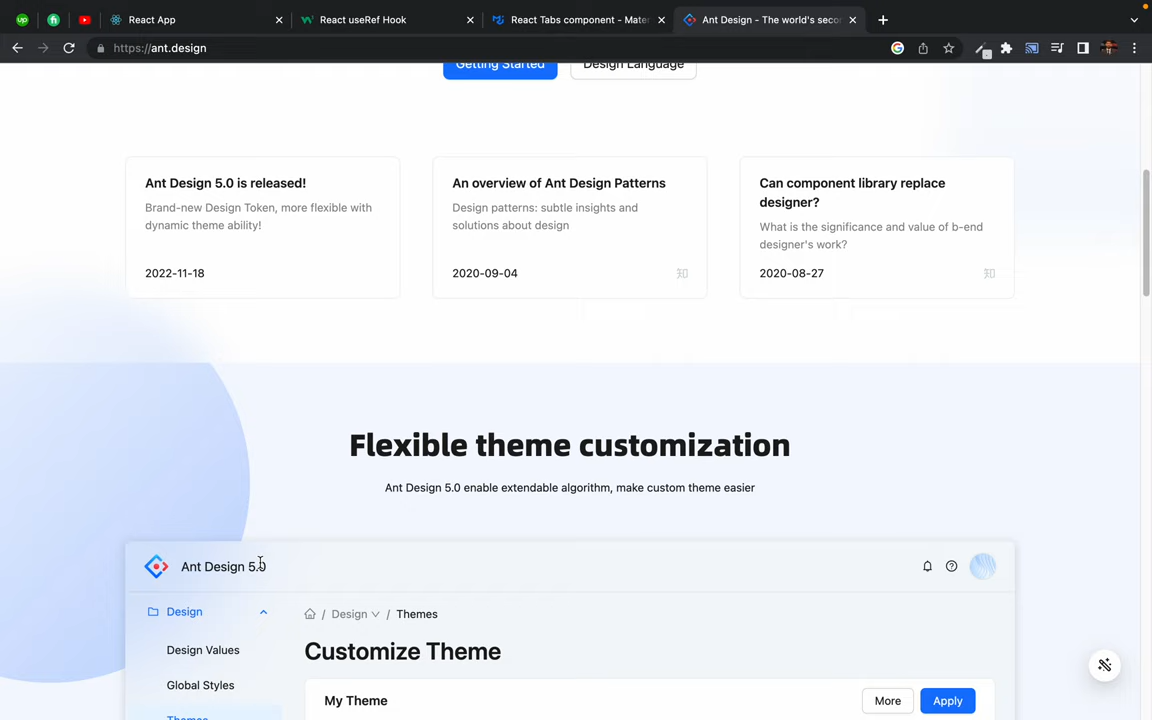 React App
React useRef Hook
React Tabs component - Mater
Ant Design - The world's seco
https://ant.design
Getting Started
Design Language
Ant Design 5.0 is released!
Brand-new Design Token, more flexible with
dynamic theme ability!
2022-11-18
An overview of Ant Design Patterns
Design patterns: subtle insights and
solutions about design
2020-09-04
知
Can component library replace
designer?
What is the significance and value of b-end
designer's work?
2020-08-27
知
Flexible theme customization
Ant Design 5.0 enable extendable algorithm, make custom theme easier
Ant Design 5.0
Design
Design Values
Global Styles
Themes
/ Design / Themes
Customize Theme
My Theme
More
Apply